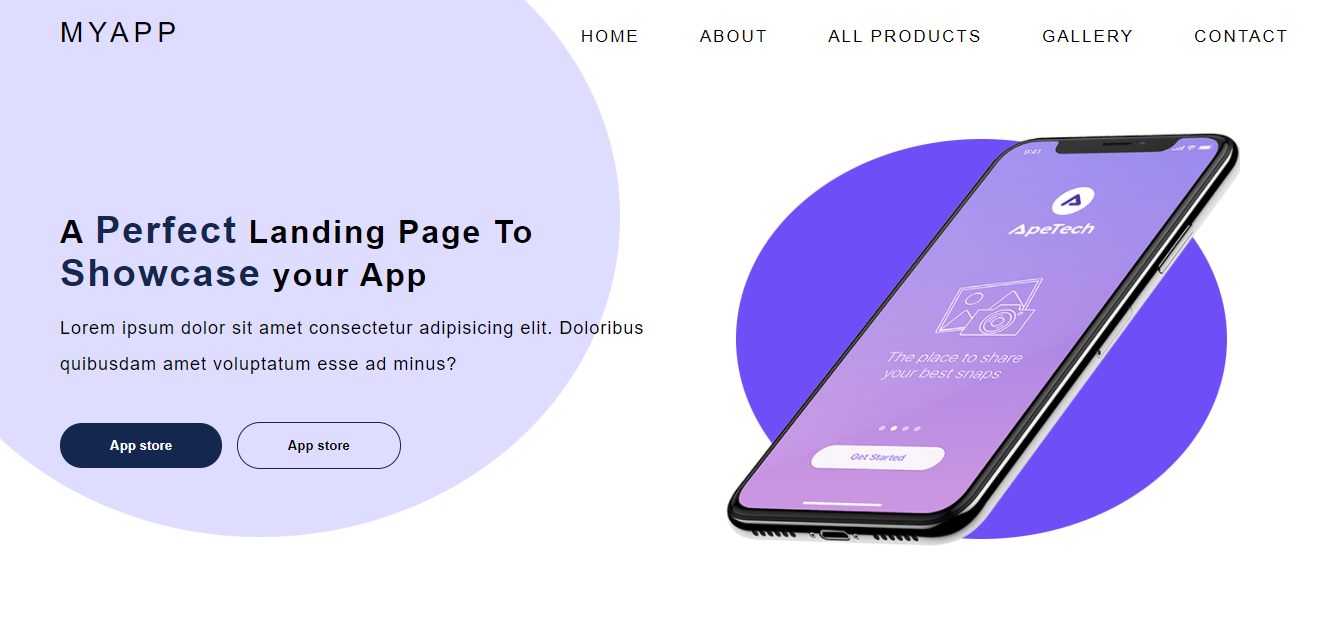 MYAPP
HOME ABOUT ALL PRODUCTS GALLERY CONTACT
A Perfect Landing Page To
Showcase your App
Lorem ipsum dolor sit amet consectetur adipisicing elit. Doloribus
quibusdam amet voluptatum esse ad minus?
App store App store
9:41
ApeTech
The place to share
your best snaps
Get Started